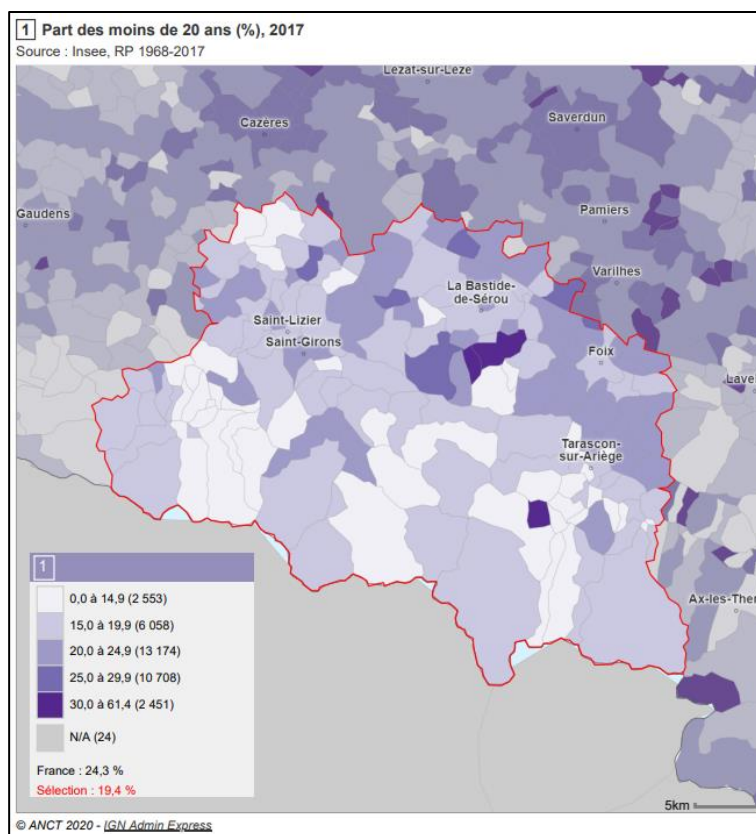 1 Part des moins de 20 ans (%), 2017
Source : Insee, RP 1968-2017
Lézat-sur-Lèze
Cazères
Saverdun
Gaudens
Pamiers
Varilhes
La Bastide-
de-Sérou
Saint-Lizier
Saint-Girons
Foix
Lavel
Tarascon-
sur-Ariège
Ax-les-Ther
1
0,0 à 14,9 (2 553)
15,0 à 19,9 (6 058)
20,0 à 24,9 (13 174)
25,0 à 29,9 (10 708)
30,0 à 61,4 (2 451)
N/A (24)
France : 24,3 %
Sélection : 19,4 %
5km
© ANCT 2020 - IGN Admin Express